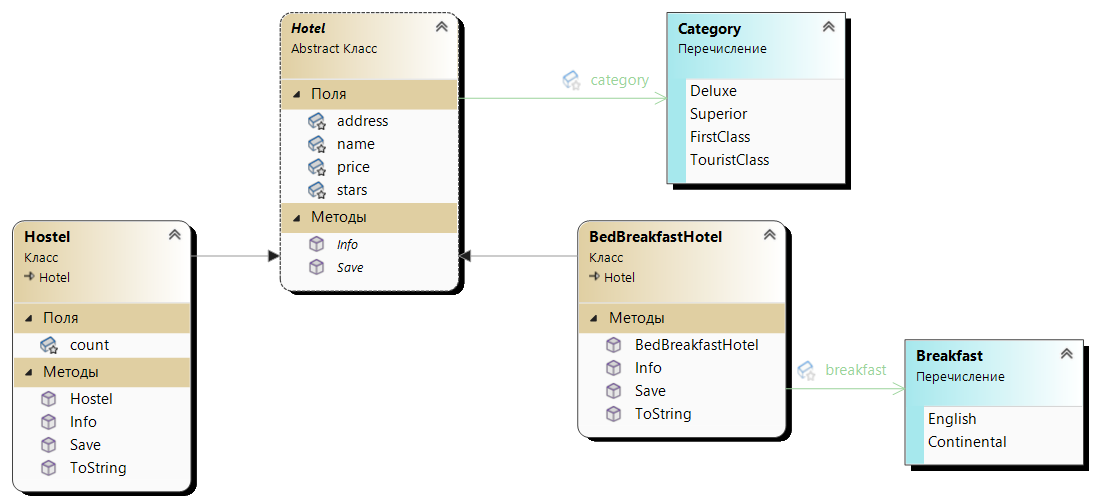 Hotel
Abstract Класс
Поля
address
name
price
stars
Методы
Info
Save
category
Category
Перечисление
Deluxe
Superior
FirstClass
TouristClass
Hostel
Класс
Hotel
Поля
count
Методы
Hostel
Info
Save
ToString
BedBreakfastHotel
Класс
Hotel
Методы
BedBreakfastHotel
Info
Save
ToString
breakfast
Breakfast
Перечисление
English
Continental